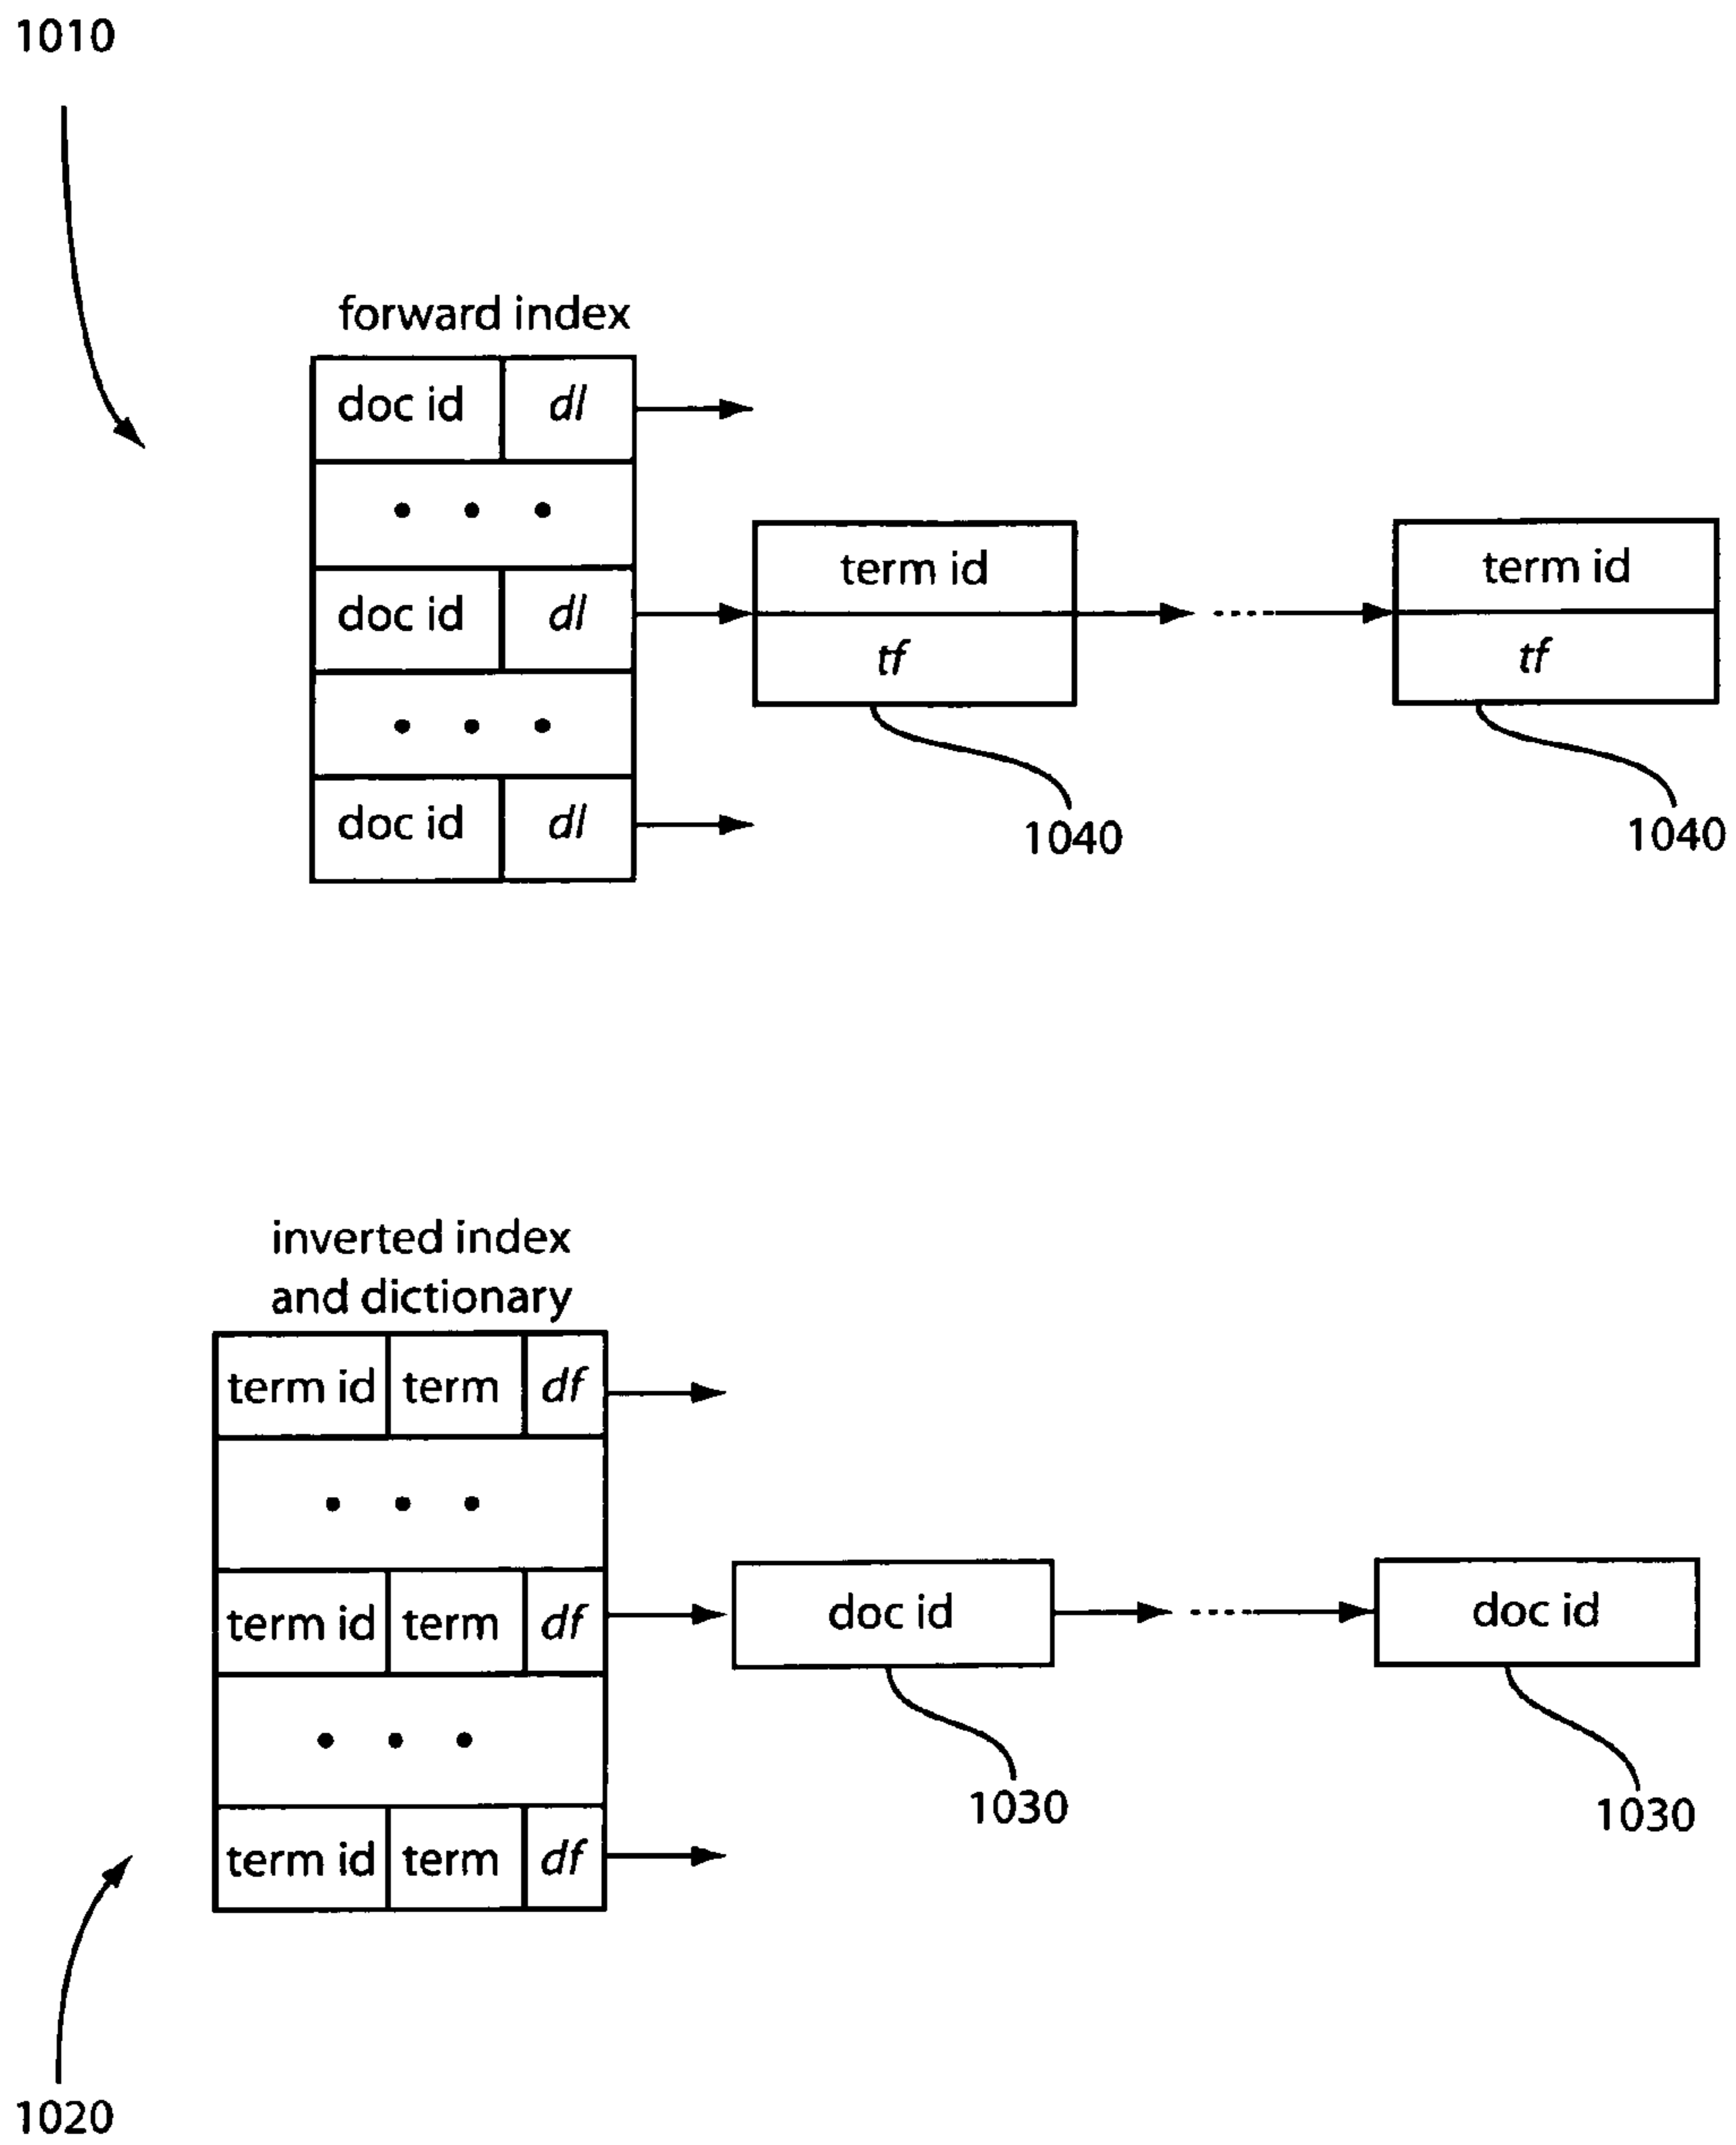 1010
forward index
doc id dl
• • •
term id
term id
doc id dl
tf
tf
• • •
doc id dl
1040
1040
inverted index
and dictionary
term id term df
• • •
term id term df
doc id
doc id
• • •
1030
1030
term id term df
1020